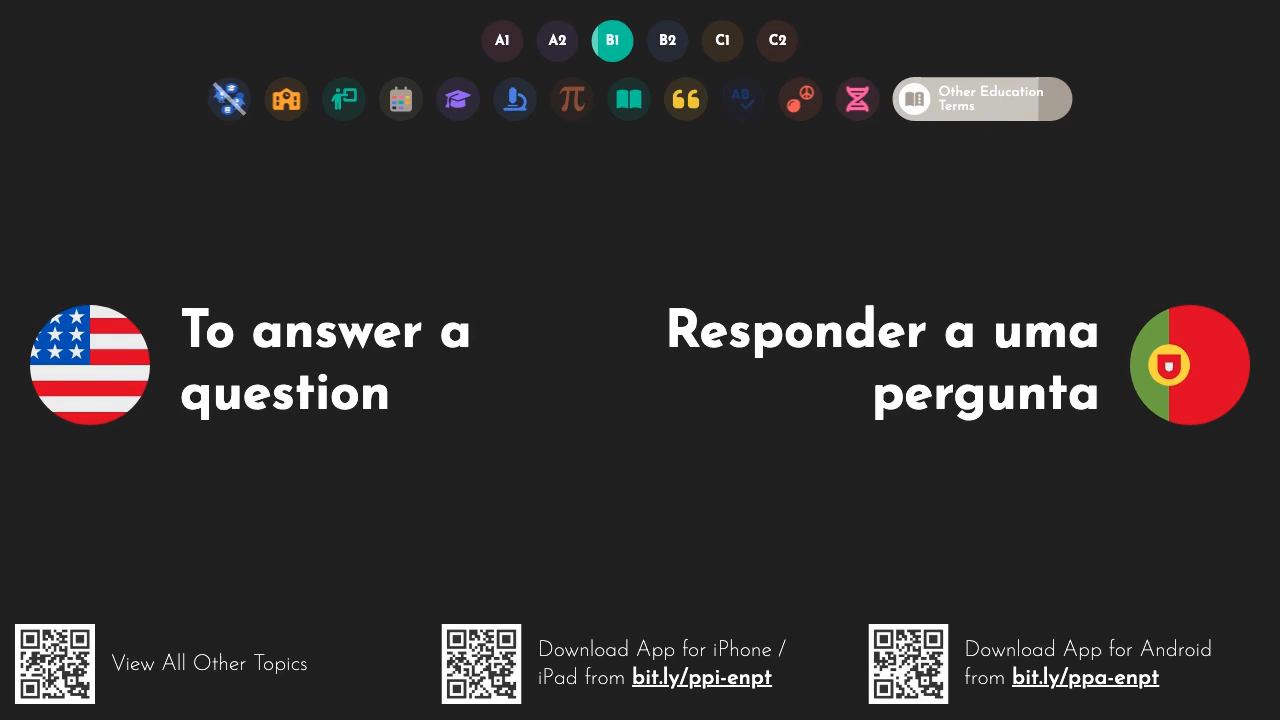 A1 A2 B1 B2 C1 C2
Other Education
Terms
To answer a
question
Responder a uma
pergunta
View All Other Topics
Download App for iPhone /
iPad from bit.ly/ppi-enpt
Download App for Android
from bit.ly/ppa-enpt